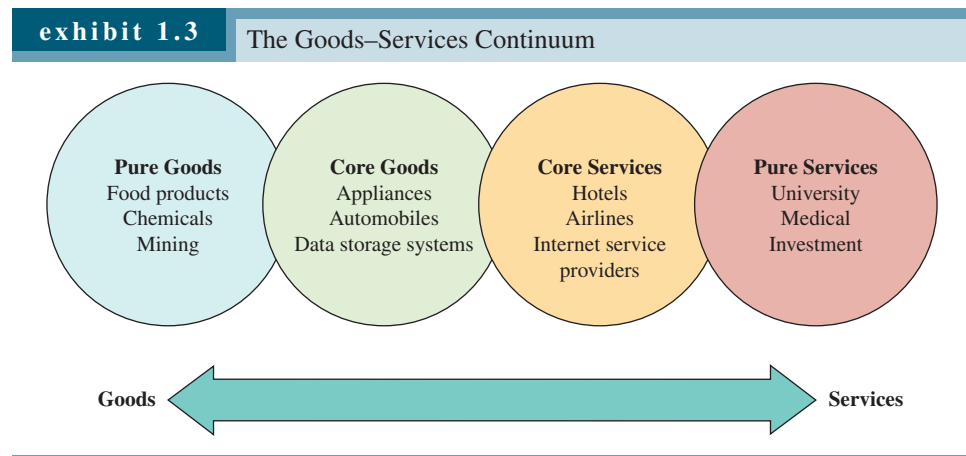 exhibit 1.3
The Goods–Services Continuum
Pure Goods
Food products
Chemicals
Mining
Core Goods
Appliances
Automobiles
Data storage systems
Core Services
Hotels
Airlines
Internet service
providers
Pure Services
University
Medical
Investment
Goods
Services